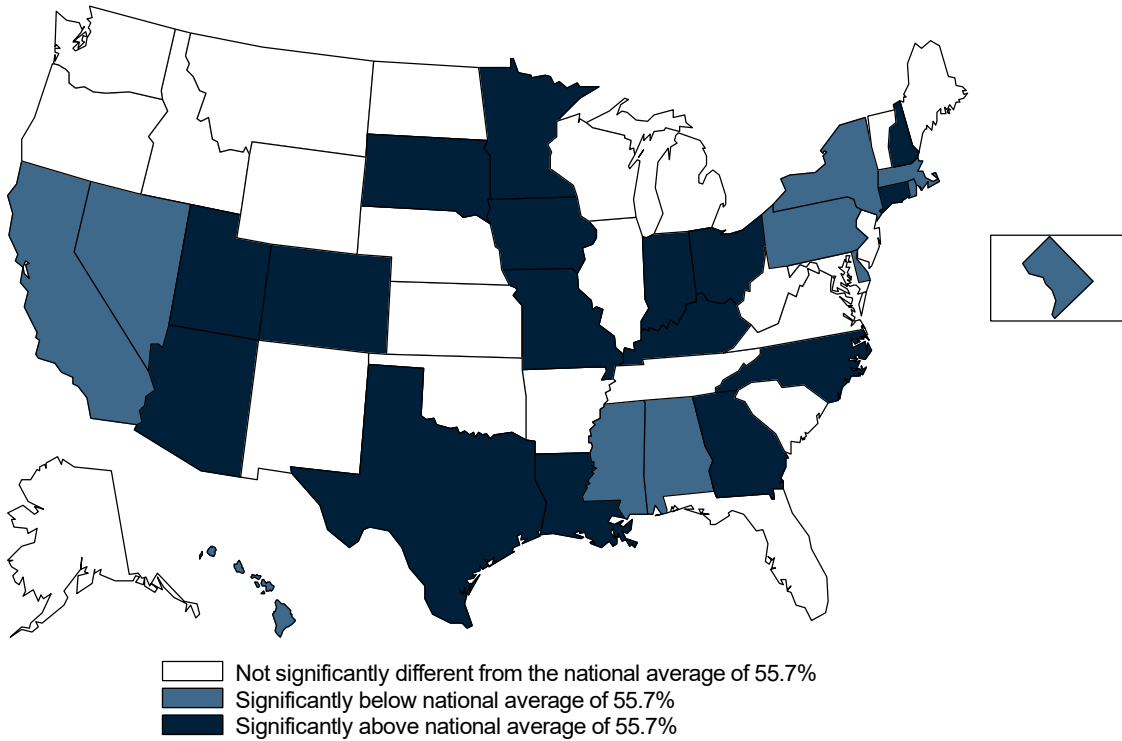 Not significantly different from the national average of 55.7%
Significantly below national average of 55.7%
Significantly above national average of 55.7%